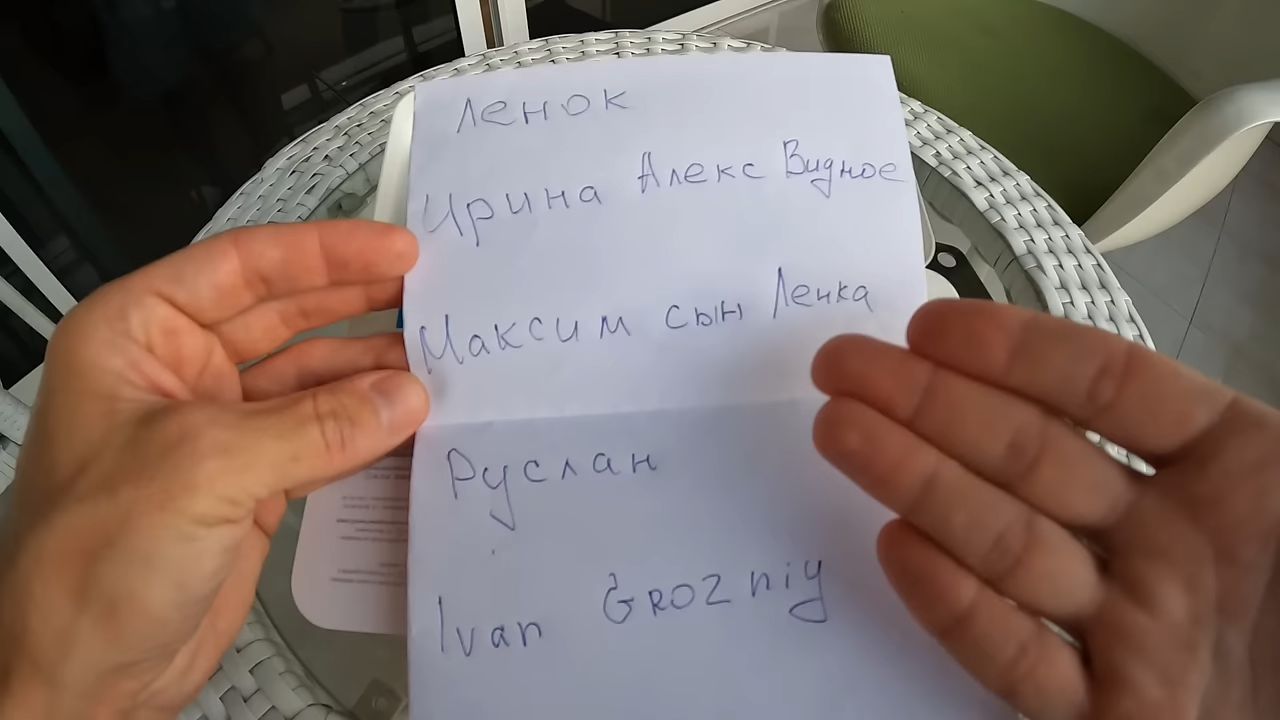 Ленок
Ирина Алекс Видное
Максим сын Ленка
Руслан
Ivan GROZNiy